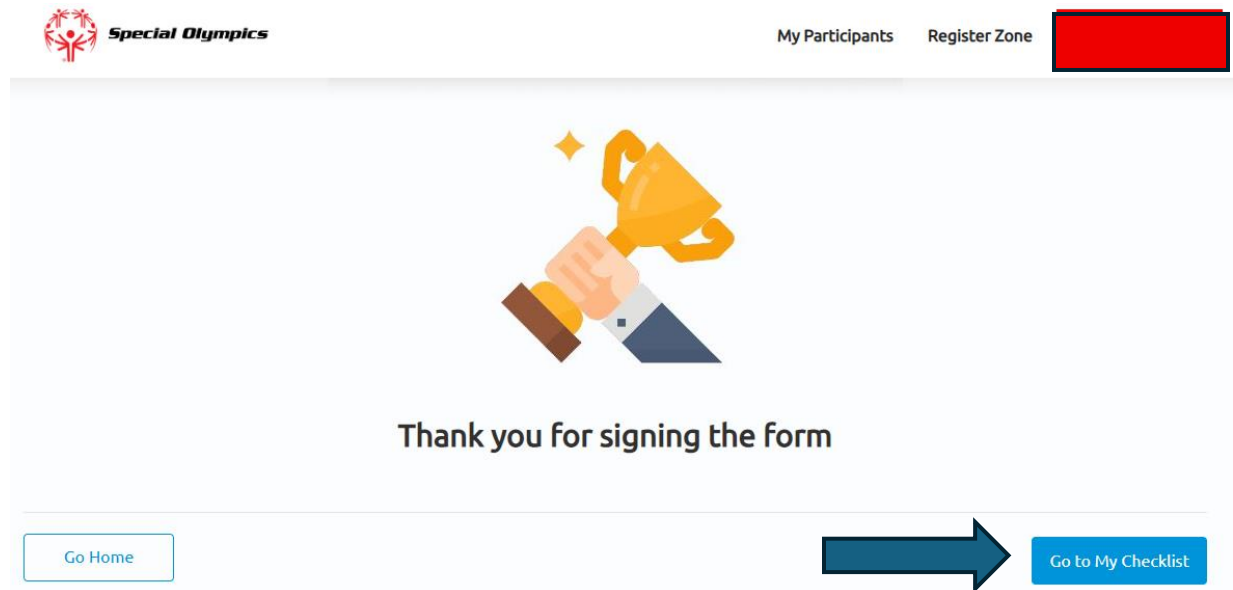 Special Olympics
My Participants Register Zone
Thank you for signing the form
Go Home
Go to My Checklist